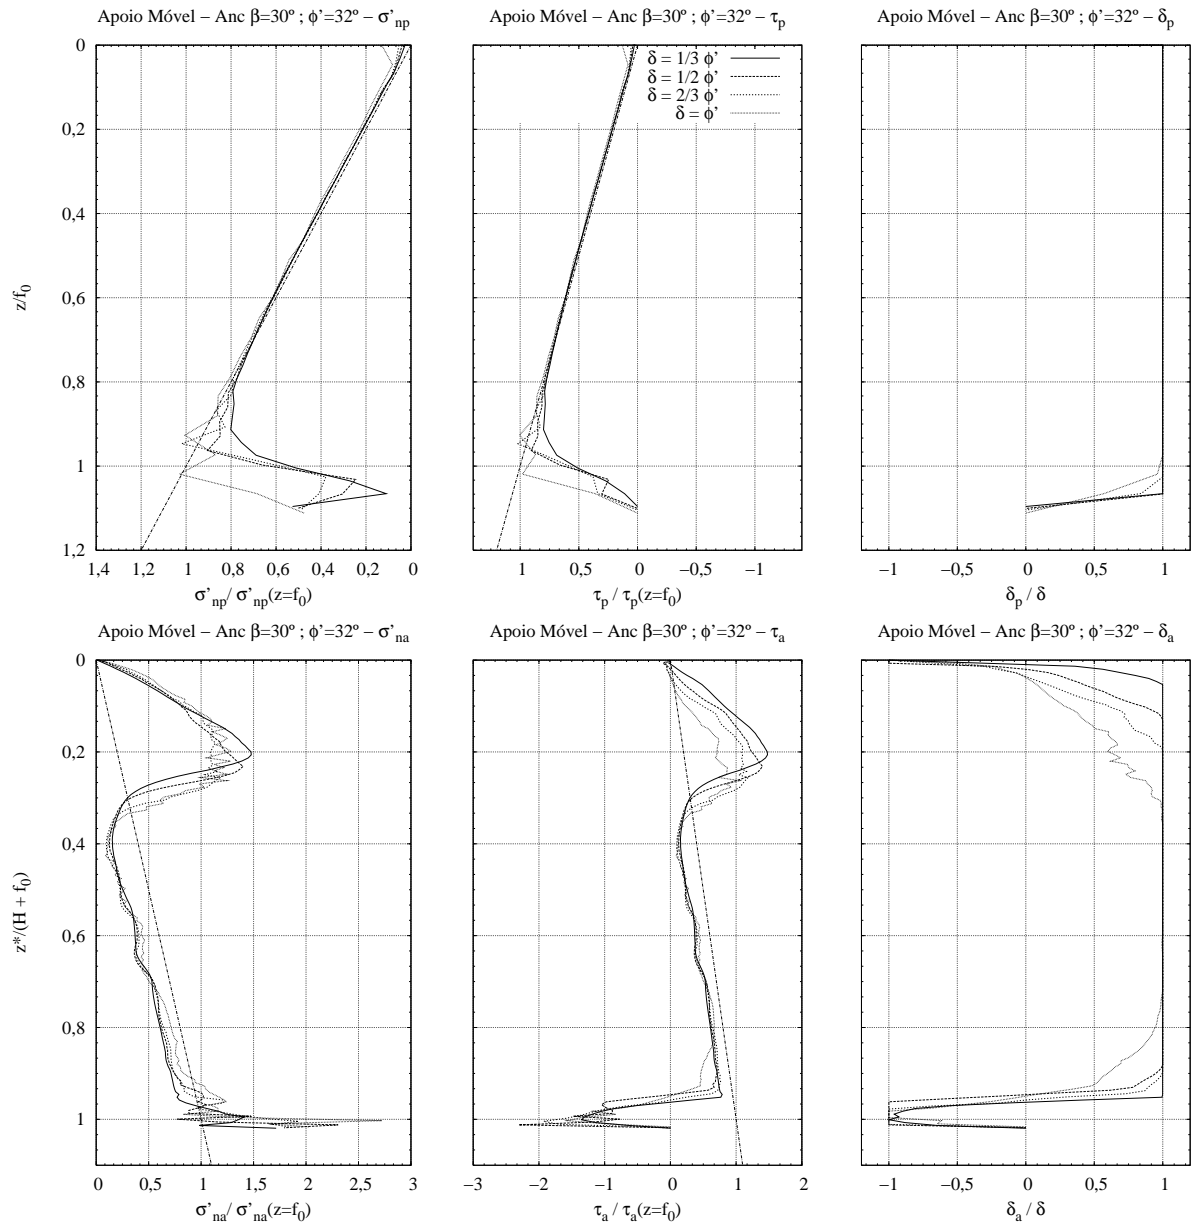 Apoio Móvel – Anc β=30º ; φ'=32º – σ'np
0
0,2
0,4
0,6
0,8
1
1,2
z/f0
1,4
1
0,8
0,6
0,4
0,2
0
σ'np/ σ'np(z=f0)
Apoio Móvel – Anc β=30º ; φ'=32º – τp
δ = 1/3 φ'
δ = 1/2 φ'
δ = 2/3 φ'
δ = φ'
1
0,5
0
−0,5
−1
τp / τp(z=f0)
Apoio Móvel – Anc β=30º ; φ'=32º – δp
−1
−0,5
0
0,5
1
δp / δ
Apoio Móvel – Anc β=30º ; φ'=32º – σ'na
0
0,2
0,4
0,6
0,8
1
z*/(H + f0)
0
0,5
1
1,5
2
2,5
3
σ'na/ σ'na(z=f0)
Apoio Móvel – Anc β=30º ; φ'=32º – τa
−3
−2
−1
0
1
2
τa / τa(z=f0)
Apoio Móvel – Anc β=30º ; φ'=32º – δa
−1
−0,5
0
0,5
1
δa / δ